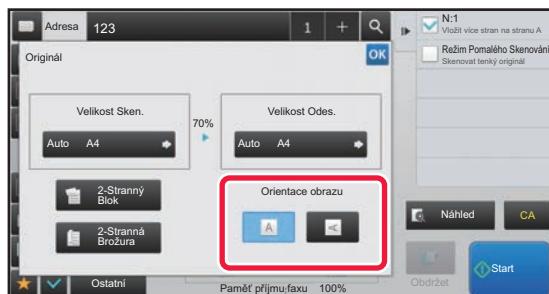 Adresa 123 1 +
Originál
OK
Velikost Sken.
70%
Velikost Odes.
Auto A4
Auto A4
2-Stranný
Blok
2-Stranná
Brožura
Orientace obrazu
A
A
Ostatní
Paměť příjmu faxu 100%
N:1
Vložit více stran na stranu A
Režim Pomalého Skenování
Skenovat tenký originál
Náhled
CA
Obdržet
Start